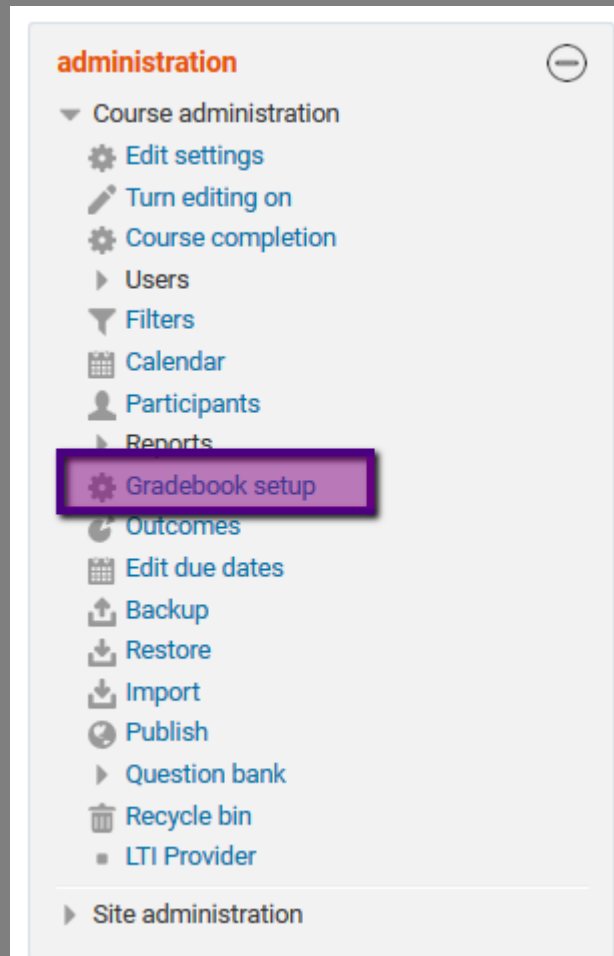 administration
Course administration
Edit settings
Turn editing on
Course completion
Users
Filters
Calendar
Participants
Reports
Gradebook setup
Outcomes
Edit due dates
Backup
Restore
Import
Publish
Question bank
Recycle bin
LTI Provider
Site administration